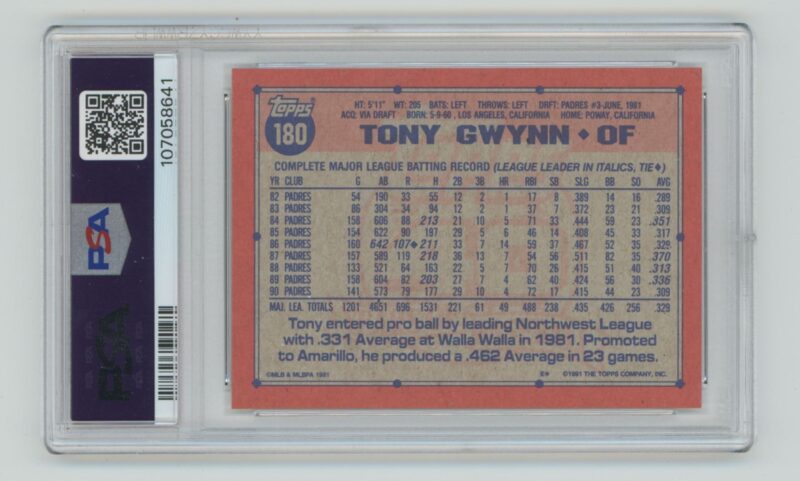 107058641
PSA
PSA
Topps
180
HT: 5'11" WT: 205 BATS: LEFT THROWS: LEFT DRFT: PADRES #3-JUNE, 1981
ACQ: VIA DRAFT BORN: 5-9-60, LOS ANGELES, CALIFORNIA HOME: POWAY, CALIFORNIA
TONY GWYNN ♦ OF
COMPLETE MAJOR LEAGUE BATTING RECORD (LEAGUE LEADER IN ITALICS, TIE♦)
YR CLUB G AB R H 2B 3B HR RBI SB SLG BB SO AVG
82 PADRES 54 190 33 55 12 2 1 17 8 .389 14 16 .289
83 PADRES 86 304 34 94 12 2 1 37 7 .372 23 21 .309
84 PADRES 158 606 88 213 21 10 5 71 33 .444 59 23 .351
85 PADRES 154 622 90 197 29 5 6 46 14 .408 45 33 .317
86 PADRES 160 642 107♦ 211 33 7 14 59 37 .467 52 35 .329
87 PADRES 157 589 119 218 36 13 7 54 56 .511 82 35 .370
88 PADRES 133 521 64 163 22 5 7 70 26 .415 51 40 .313
89 PADRES 158 604 82 203 27 7 4 62 40 .424 56 30 .336
90 PADRES 141 573 79 177 29 10 4 72 17 .415 44 23 .309
MAJ. LEA. TOTALS 1201 4651 696 1531 221 61 49 488 238 .435 426 256 .329
Tony entered pro ball by leading Northwest League
with .331 Average at Walla Walla in 1981. Promoted
to Amarillo, he produced a .462 Average in 23 games.
©MLB & MLBPA 1991 E* ©1991 THE TOPPS COMPANY, INC.